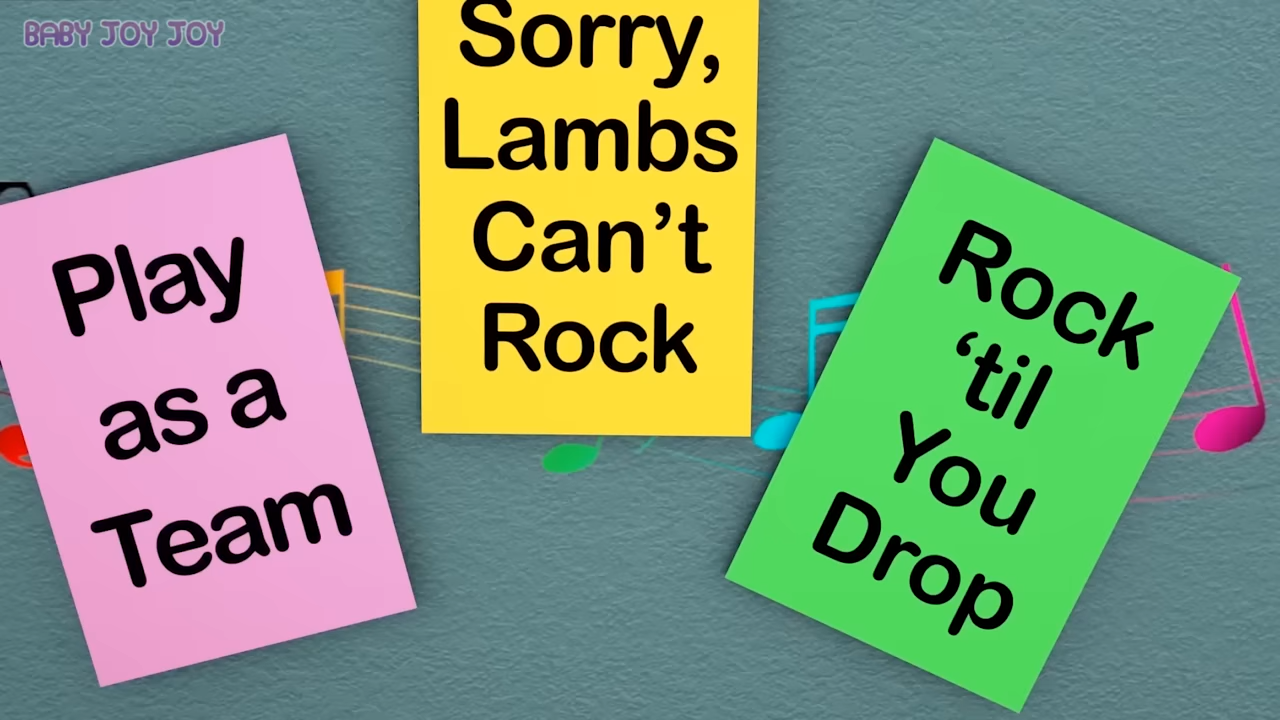 BABY JOY JOY
Play
as a
Team
Sorry,
Lambs
Can’t
Rock
Rock
‘til
You
Drop